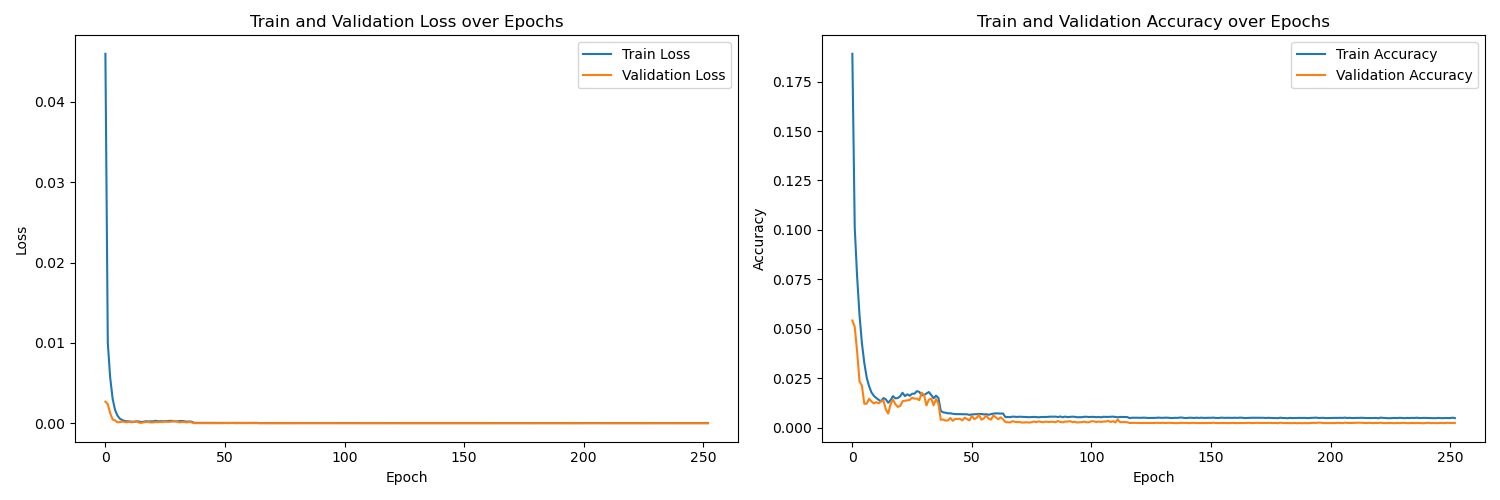 Train and Validation Loss over Epochs
Train Loss
Validation Loss
Loss
0.04
0.03
0.02
0.01
0.00
0 50 100 150 200 250
Epoch
Train and Validation Accuracy over Epochs
Train Accuracy
Validation Accuracy
Accuracy
0.175
0.150
0.125
0.100
0.075
0.050
0.025
0.000
0 50 100 150 200 250
Epoch